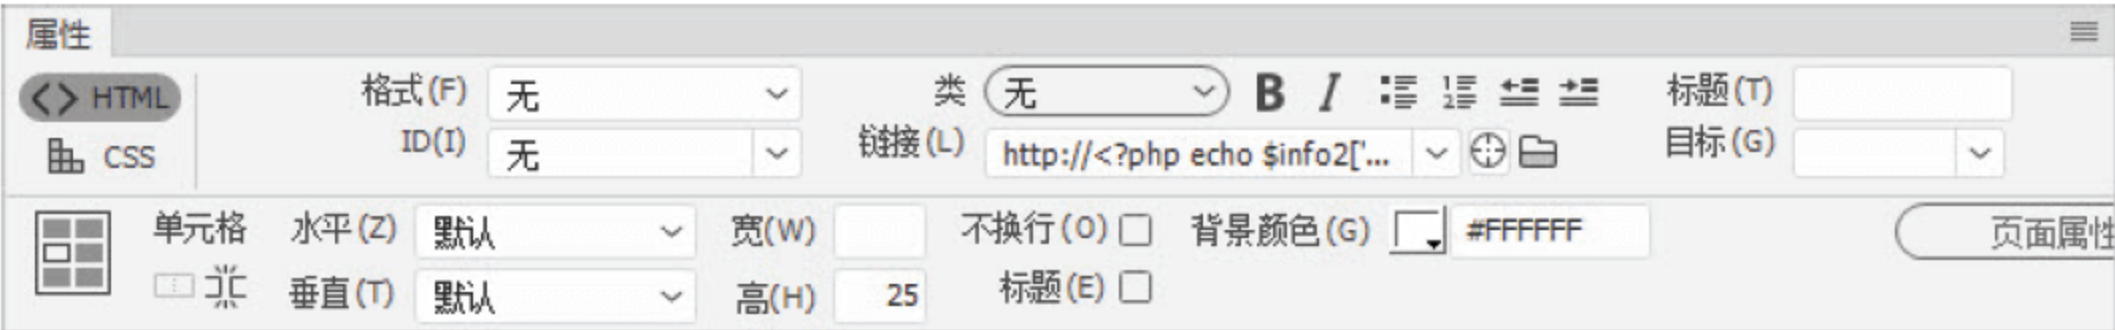 属性
HTML 格式(F) 无 类 无 B I 标题(T)
CSS ID(I) 无 链接(L) http://<?php echo $info2['... 目标(G)
单元格 水平(Z) 默认 宽(W) 不换行(O) 背景颜色(G) #FFFFFF 页面属性
垂直(T) 默认 高(H) 25 标题(E)